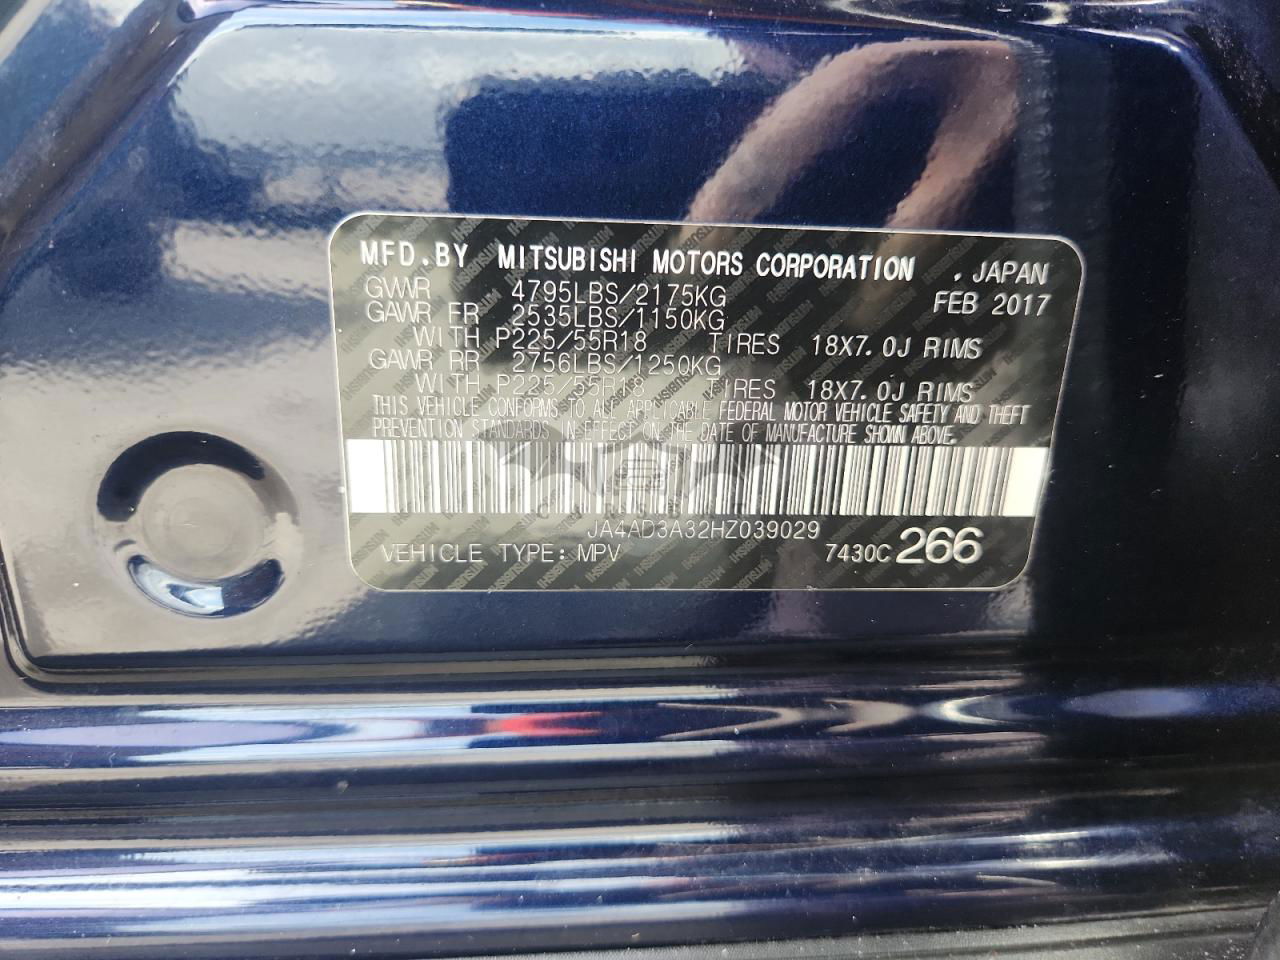 MFD.BY MITSUBISHI MOTORS CORPORATION , JAPAN
GVWR 4795LBS/2175KG FEB 2017
GAWR FR 2535LBS/1150KG
WITH P225/55R18 TIRES 18X7.0J RIMS
GAWR RR 2756LBS/1250KG
WITH P225/55R18 TIRES 18X7.0J RIMS
THIS VEHICLE CONFORMS TO ALL APPLICABLE FEDERAL MOTOR VEHICLE SAFETY AND THEFT
PREVENTION STANDARDS IN EFFECT ON THE DATE OF MANUFACTURE SHOWN ABOVE.
JA4AD3A32HZ039029
VEHICLE TYPE: MPV 7430C 266